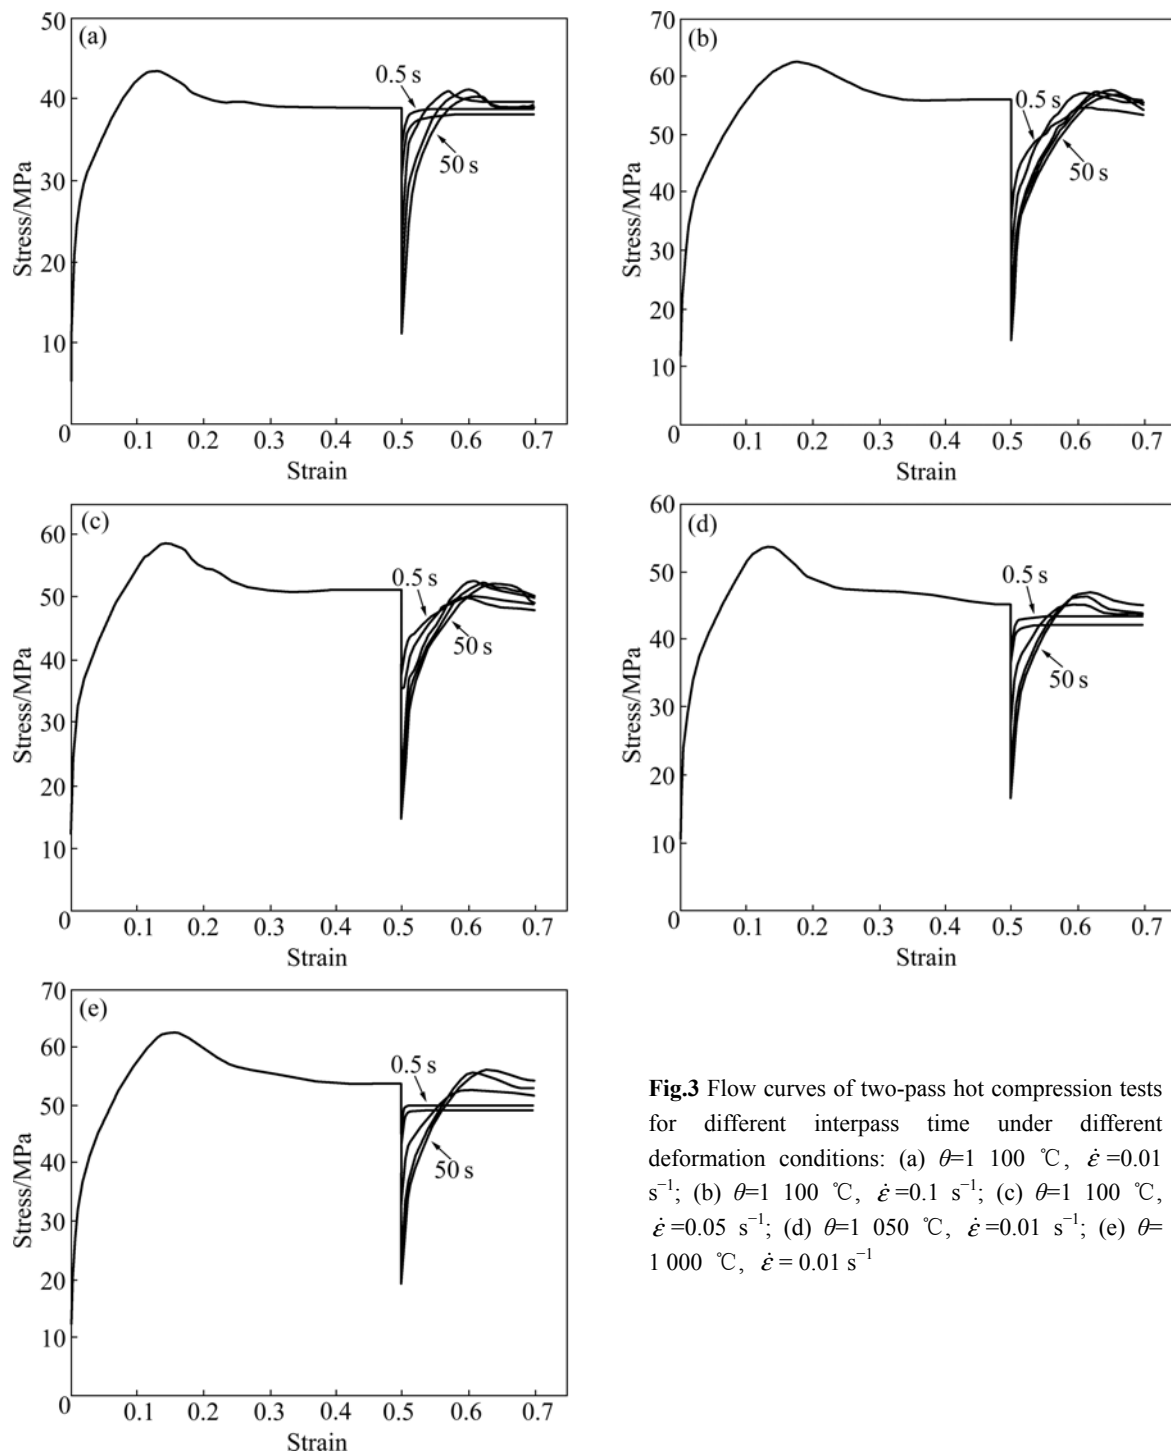 (a)
50
40
30
20
10
0
0.1 0.2 0.3 0.4 0.5 0.6 0.7
Stress/MPa
Strain
0.5 s
50 s
(b)
70
60
50
40
30
20
10
0
0.1 0.2 0.3 0.4 0.5 0.6 0.7
Stress/MPa
Strain
0.5 s
50 s
(c)
60
50
40
30
20
10
0
0.1 0.2 0.3 0.4 0.5 0.6 0.7
Stress/MPa
Strain
0.5 s
50 s
(d)
60
50
40
30
20
10
0
0.1 0.2 0.3 0.4 0.5 0.6 0.7
Stress/MPa
Strain
0.5 s
50 s
(e)
70
60
50
40
30
20
10
0
0.1 0.2 0.3 0.4 0.5 0.6 0.7
Stress/MPa
Strain
0.5 s
50 s
Fig.3 Flow curves of two-pass hot compression tests
for different interpass time under different
deformation conditions: (a) θ=1 100 ℃, ε̇=0.01
s⁻¹; (b) θ=1 100 ℃, ε̇=0.1 s⁻¹; (c) θ=1 100 ℃,
ε̇=0.05 s⁻¹; (d) θ=1 050 ℃, ε̇=0.01 s⁻¹; (e) θ=
1 000 ℃, ε̇ = 0.01 s⁻¹